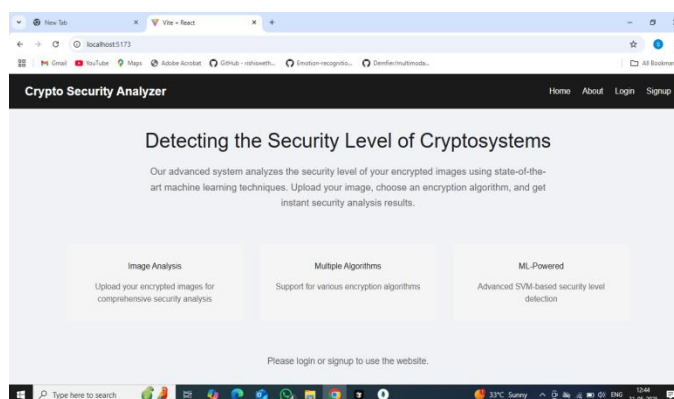 New Tab
Vite + React
localhost:5173
Gmail YouTube Maps Adobe Acrobat GitHub - rishisweth... Emotion-recognitio... Demfier/multimoda... All Bookmar
Crypto Security Analyzer
Home About Login Signup
Detecting the Security Level of Cryptosystems
Our advanced system analyzes the security level of your encrypted images using state-of-the-
art machine learning techniques. Upload your image, choose an encryption algorithm, and get
instant security analysis results.
Image Analysis
Upload your encrypted images for
comprehensive security analysis
Multiple Algorithms
Support for various encryption algorithms
ML-Powered
Advanced SVM-based security level
detection
Please login or signup to use the website.
Type here to search
33°C Sunny
ENG
12:44